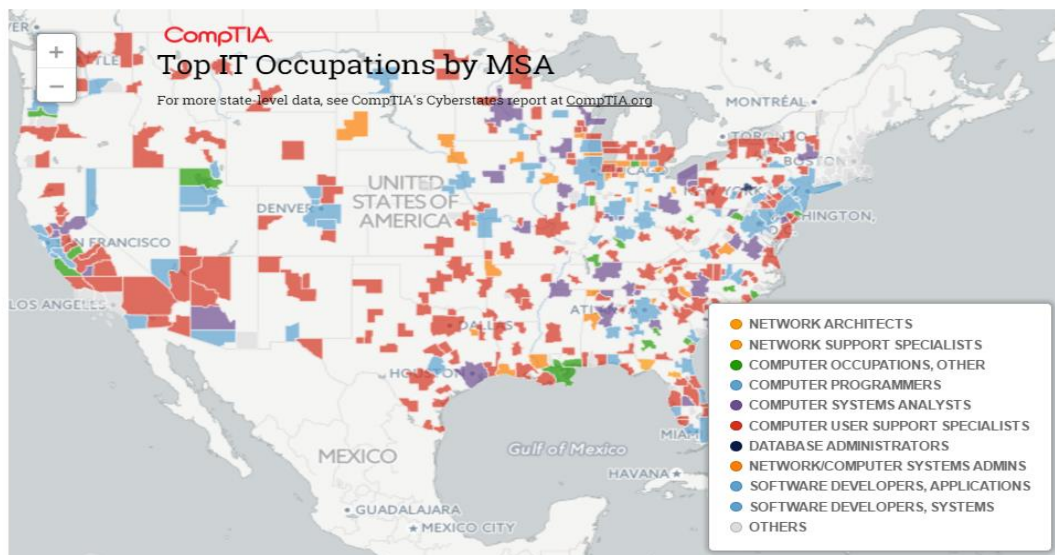 CompTIA.
Top IT Occupations by MSA
For more state-level data, see CompTIA's Cyberstates report at CompTIA.org
+
−
MONTRÉAL
TORONTO
BOSTON
UNITED
STATES OF
AMERICA
DENVER
SAN FRANCISCO
LOS ANGELES
DALLAS
HOUSTON
MIAMI
Gulf of Mexico
MEXICO
HAVANA
GUADALAJARA
MEXICO CITY
NETWORK ARCHITECTS
NETWORK SUPPORT SPECIALISTS
COMPUTER OCCUPATIONS, OTHER
COMPUTER PROGRAMMERS
COMPUTER SYSTEMS ANALYSTS
COMPUTER USER SUPPORT SPECIALISTS
DATABASE ADMINISTRATORS
NETWORK/COMPUTER SYSTEMS ADMINS
SOFTWARE DEVELOPERS, APPLICATIONS
SOFTWARE DEVELOPERS, SYSTEMS
OTHERS